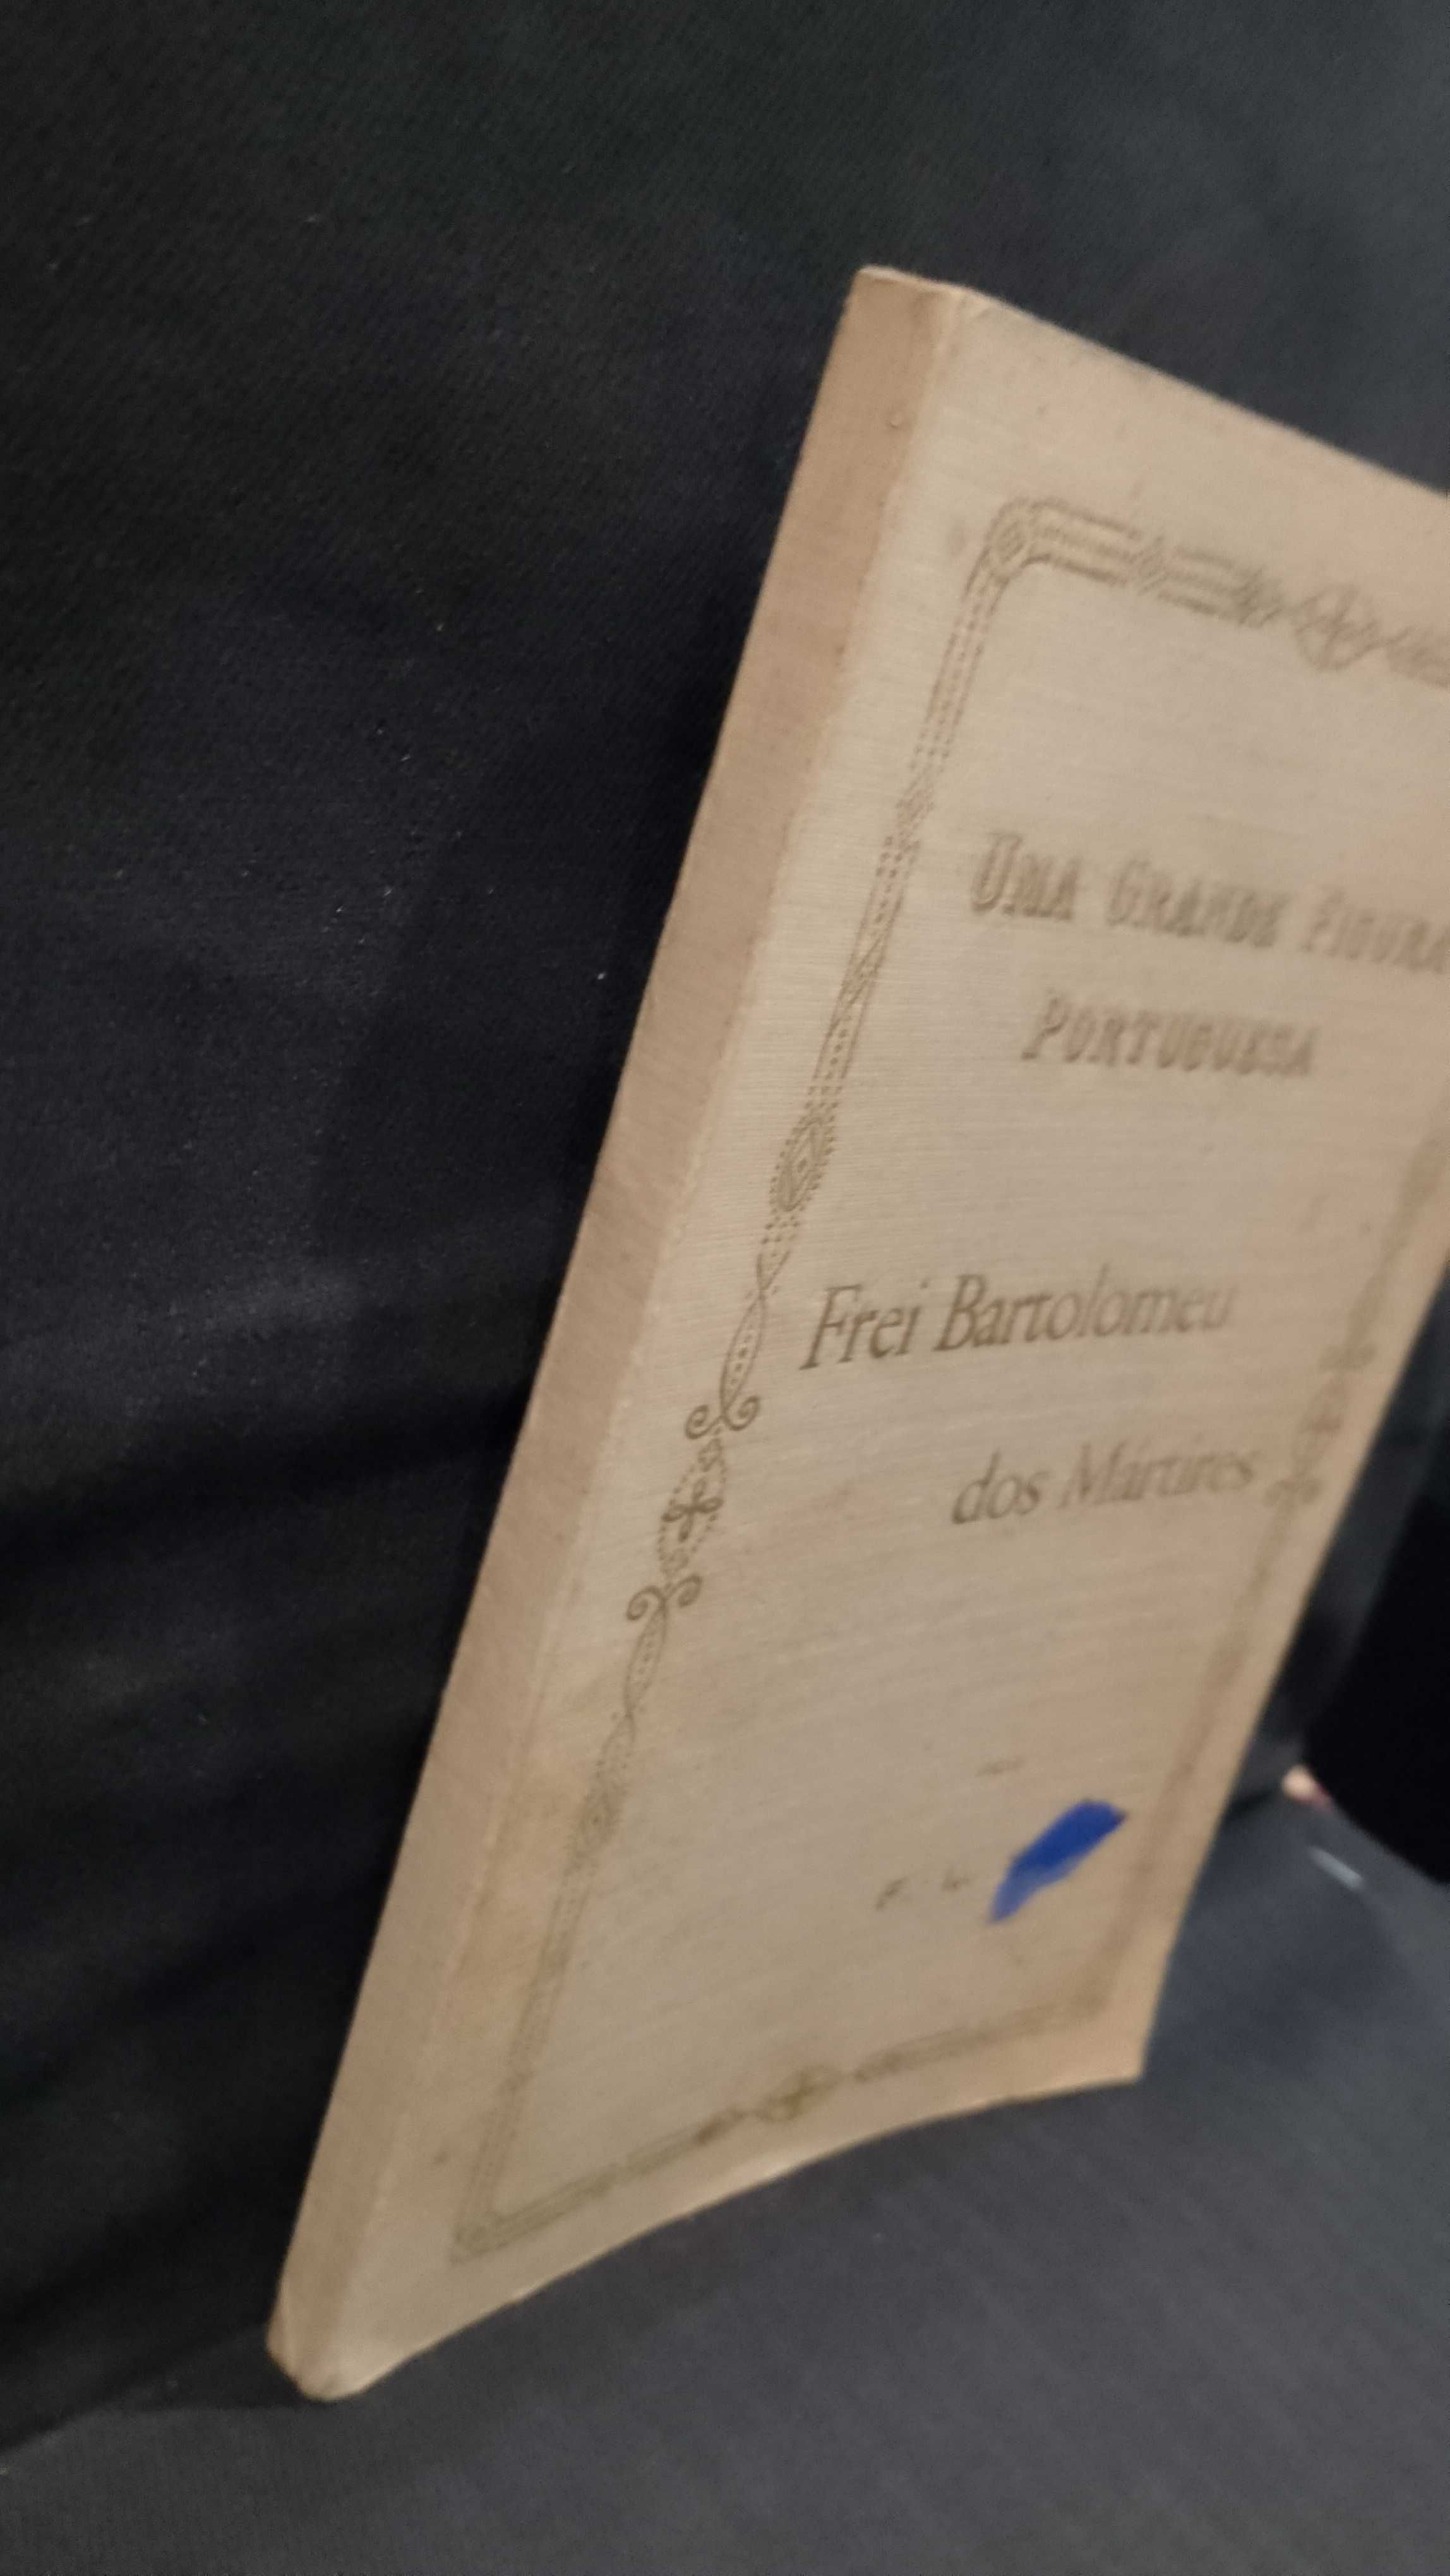 UMA GRANDE FIGURA
PORTUGUESA
Frei Bartolomeu
dos Mártires